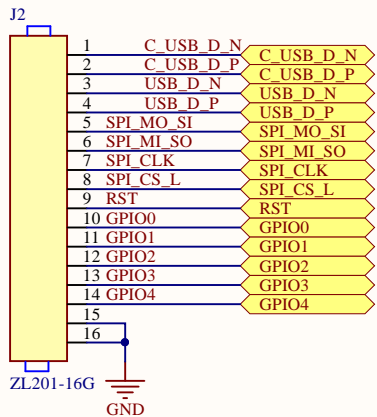 J2
1 C_USB_D_N C_USB_D_N
2 C_USB_D_P C_USB_D_P
3 USB_D_N USB_D_N
4 USB_D_P USB_D_P
5 SPI_MO_SI SPI_MO_SI
6 SPI_MI_SO SPI_MI_SO
7 SPI_CLK SPI_CLK
8 SPI_CS_L SPI_CS_L
9 RST RST
10 GPIO0 GPIO0
11 GPIO1 GPIO1
12 GPIO2 GPIO2
13 GPIO3 GPIO3
14 GPIO4 GPIO4
15
16
ZL201-16G
GND